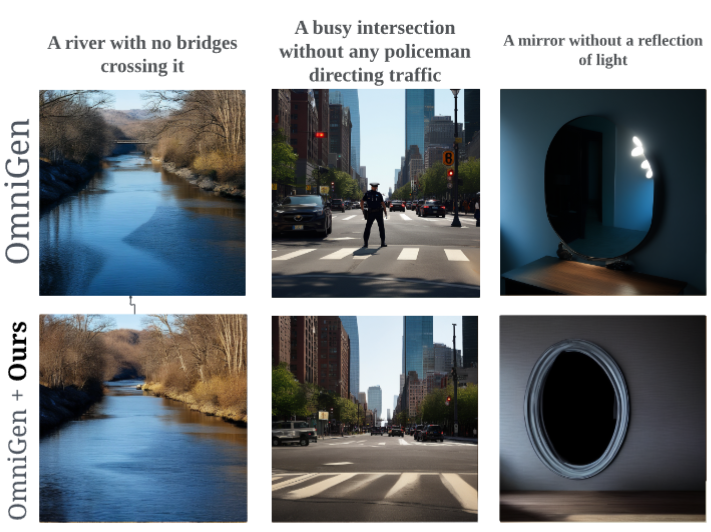 A river with no bridges
crossing it
A busy intersection
without any policeman
directing traffic
A mirror without a reflection
of light
OmniGen
OmniGen + Ours
8